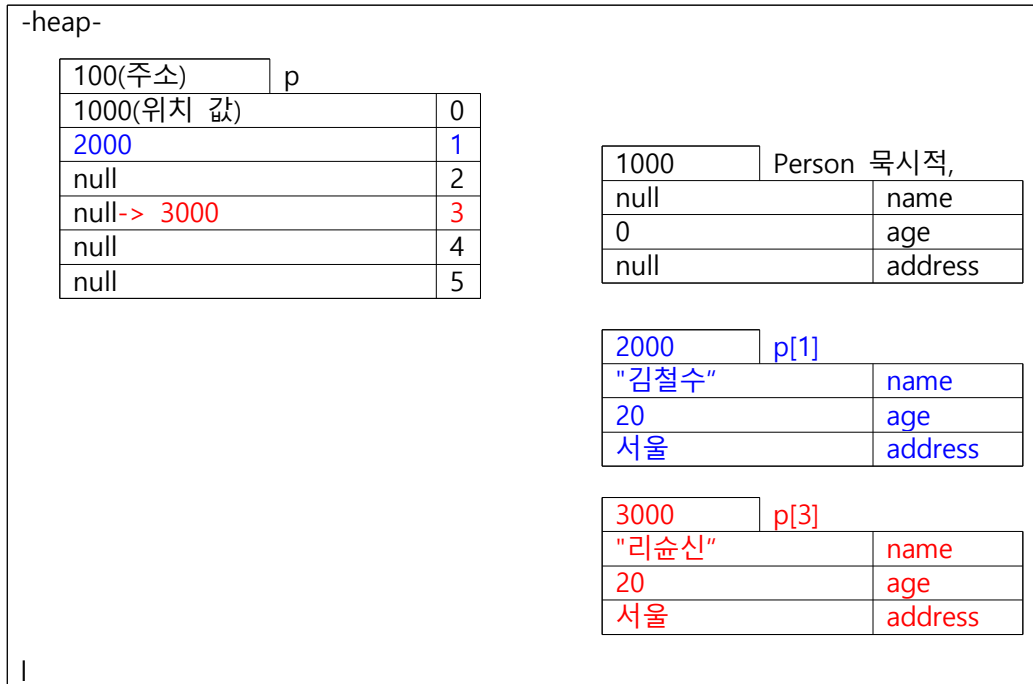 -heap-
100(주소) p
1000(위치 값) 0
2000 1
null 2
null-> 3000 3
null 4
null 5
1000 Person 묵시적,
null name
0 age
null address
2000 p[1]
"김철수" name
20 age
서울 address
3000 p[3]
"리슌신" name
20 age
서울 address